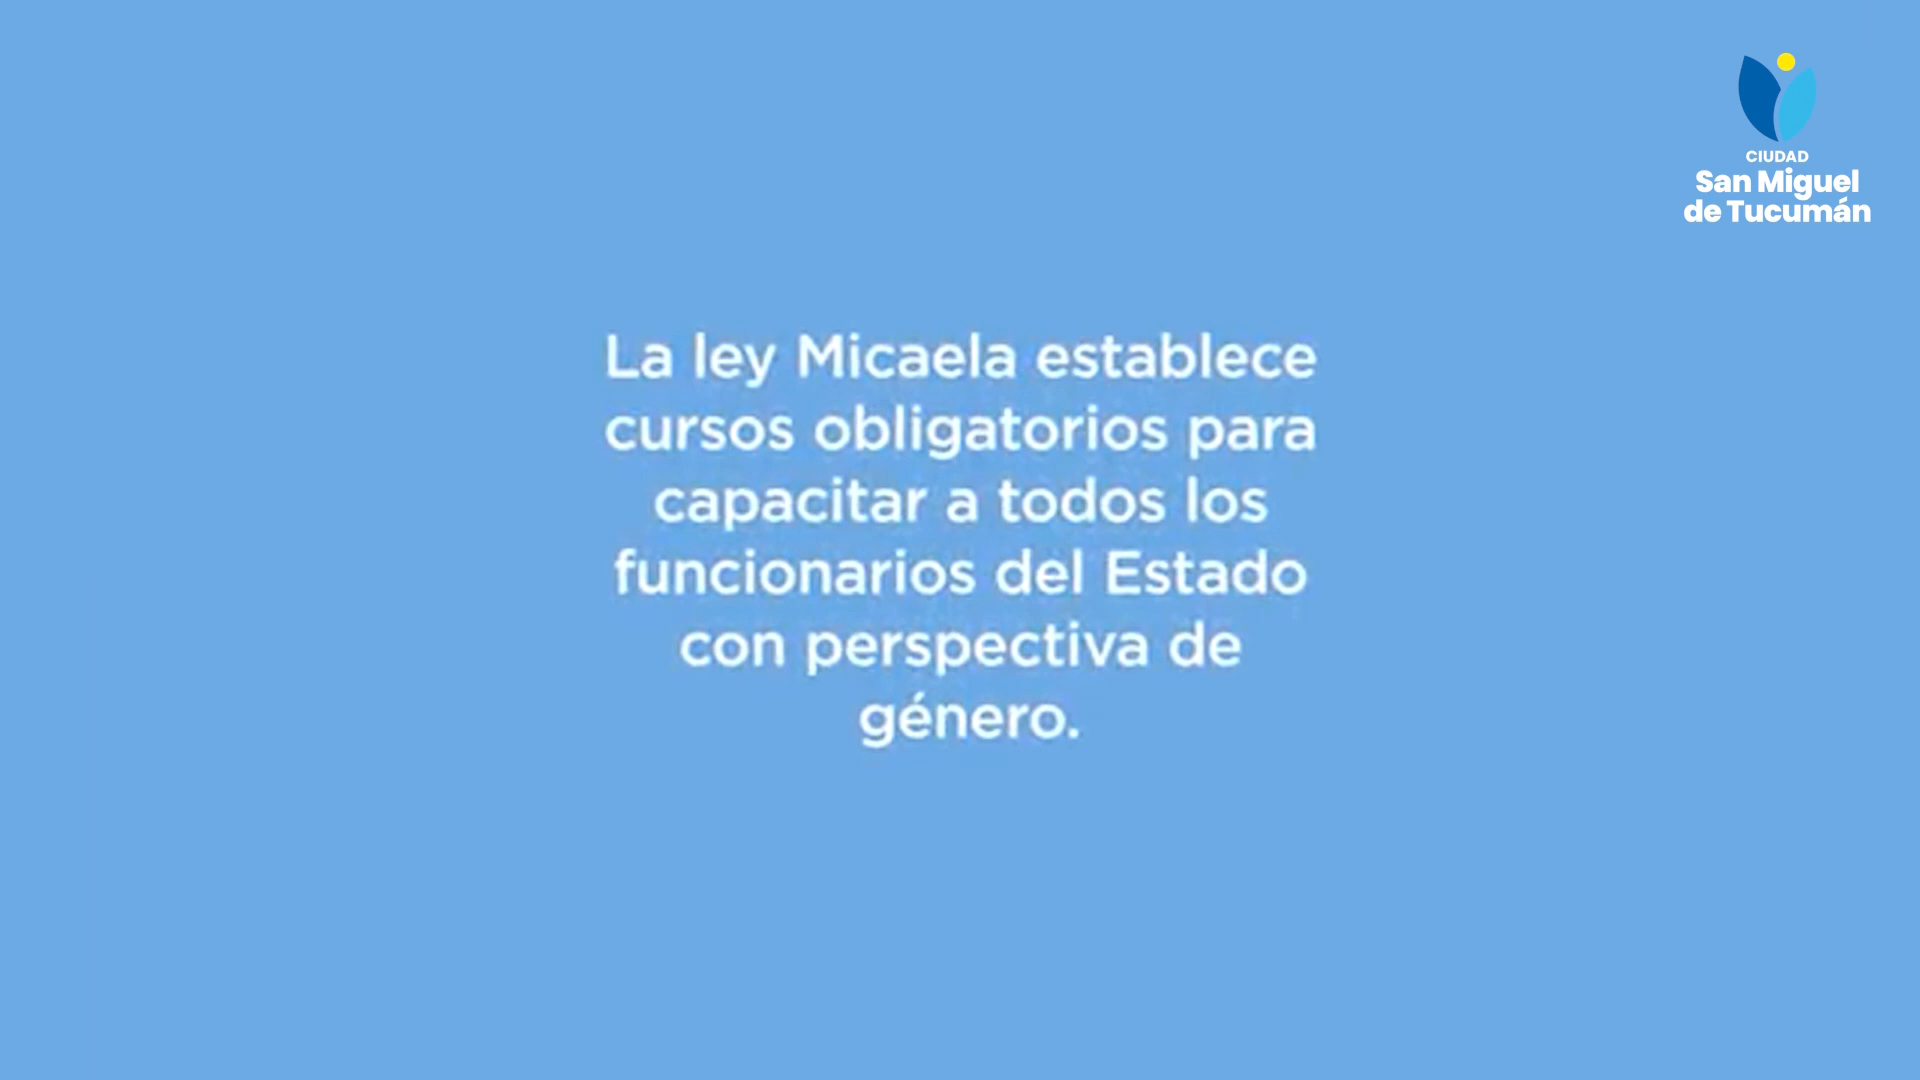 CIUDAD
San Miguel
de Tucumán
La ley Micaela establece
cursos obligatorios para
capacitar a todos los
funcionarios del Estado
con perspectiva de
género.